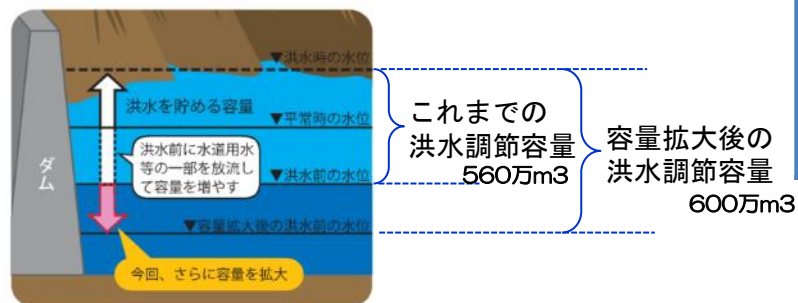 ▼洪水時の水位
洪水を貯める容量
▼平常時の水位
洪水前に水道用水
等の一部を放流し
て容量を増やす
▼洪水前の水位
ダム
▼容量拡大後の洪水前の水位
今回、さらに容量を拡大
これまでの
洪水調節容量
560万m3
容量拡大後の
洪水調節容量
600万m3